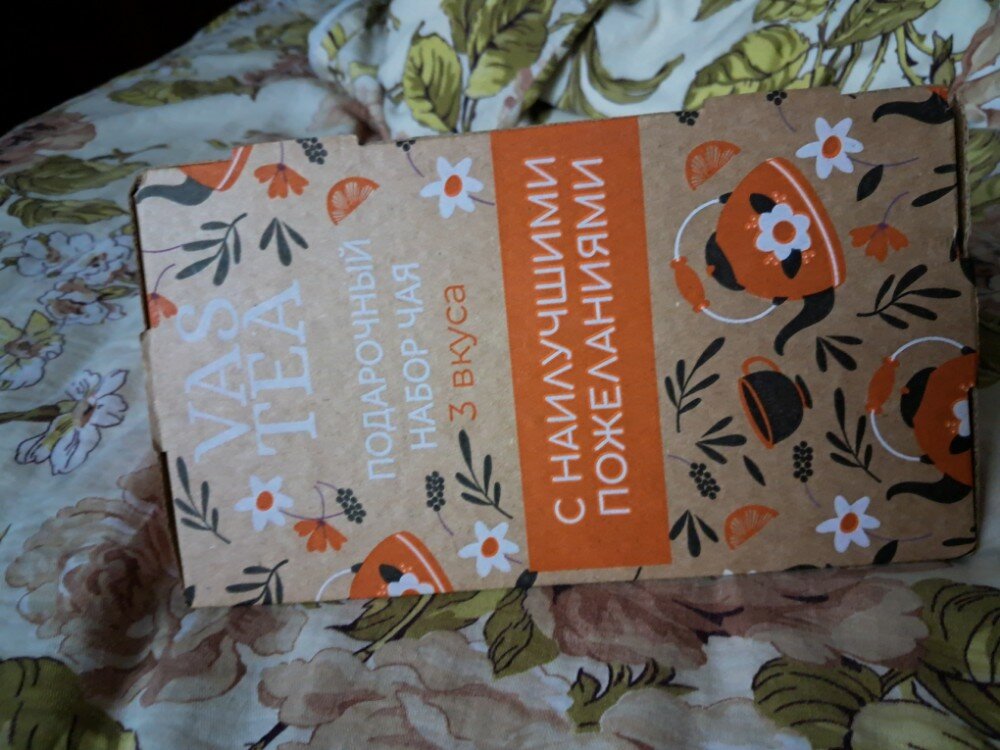 VAS
TEA
ПОДАРОЧНЫЙ
НАБОР ЧАЯ
3 вкуса
С НАИЛУЧШИМИ
ПОЖЕЛАНИЯМИ